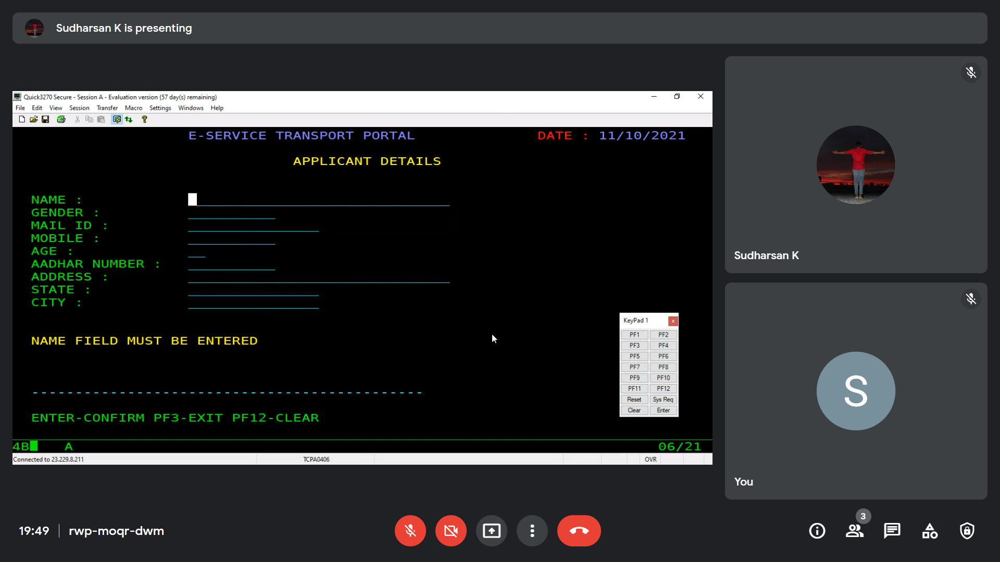 Sudharsan K is presenting
Quick3270 Secure - Session A - Evaluation version (57 day(s) remaining)
File Edit View Session Transfer Macro Settings Windows Help
E-SERVICE TRANSPORT PORTAL DATE : 11/10/2021
APPLICANT DETAILS
NAME :
GENDER :
MAIL ID :
MOBILE :
AGE :
AADHAR NUMBER :
ADDRESS :
STATE :
CITY :
NAME FIELD MUST BE ENTERED
ENTER-CONFIRM PF3-EXIT PF12-CLEAR
4B A 06/21
Connected to 23.229.8.211 TCPA0406 OVR
KeyPad 1 x
PF1 PF2
PF3 PF4
PF5 PF6
PF7 PF8
PF9 PF10
PF11 PF12
Reset Sys Req
Clear Enter
Sudharsan K
S
You
19:49 rwp-moqr-dwm
3